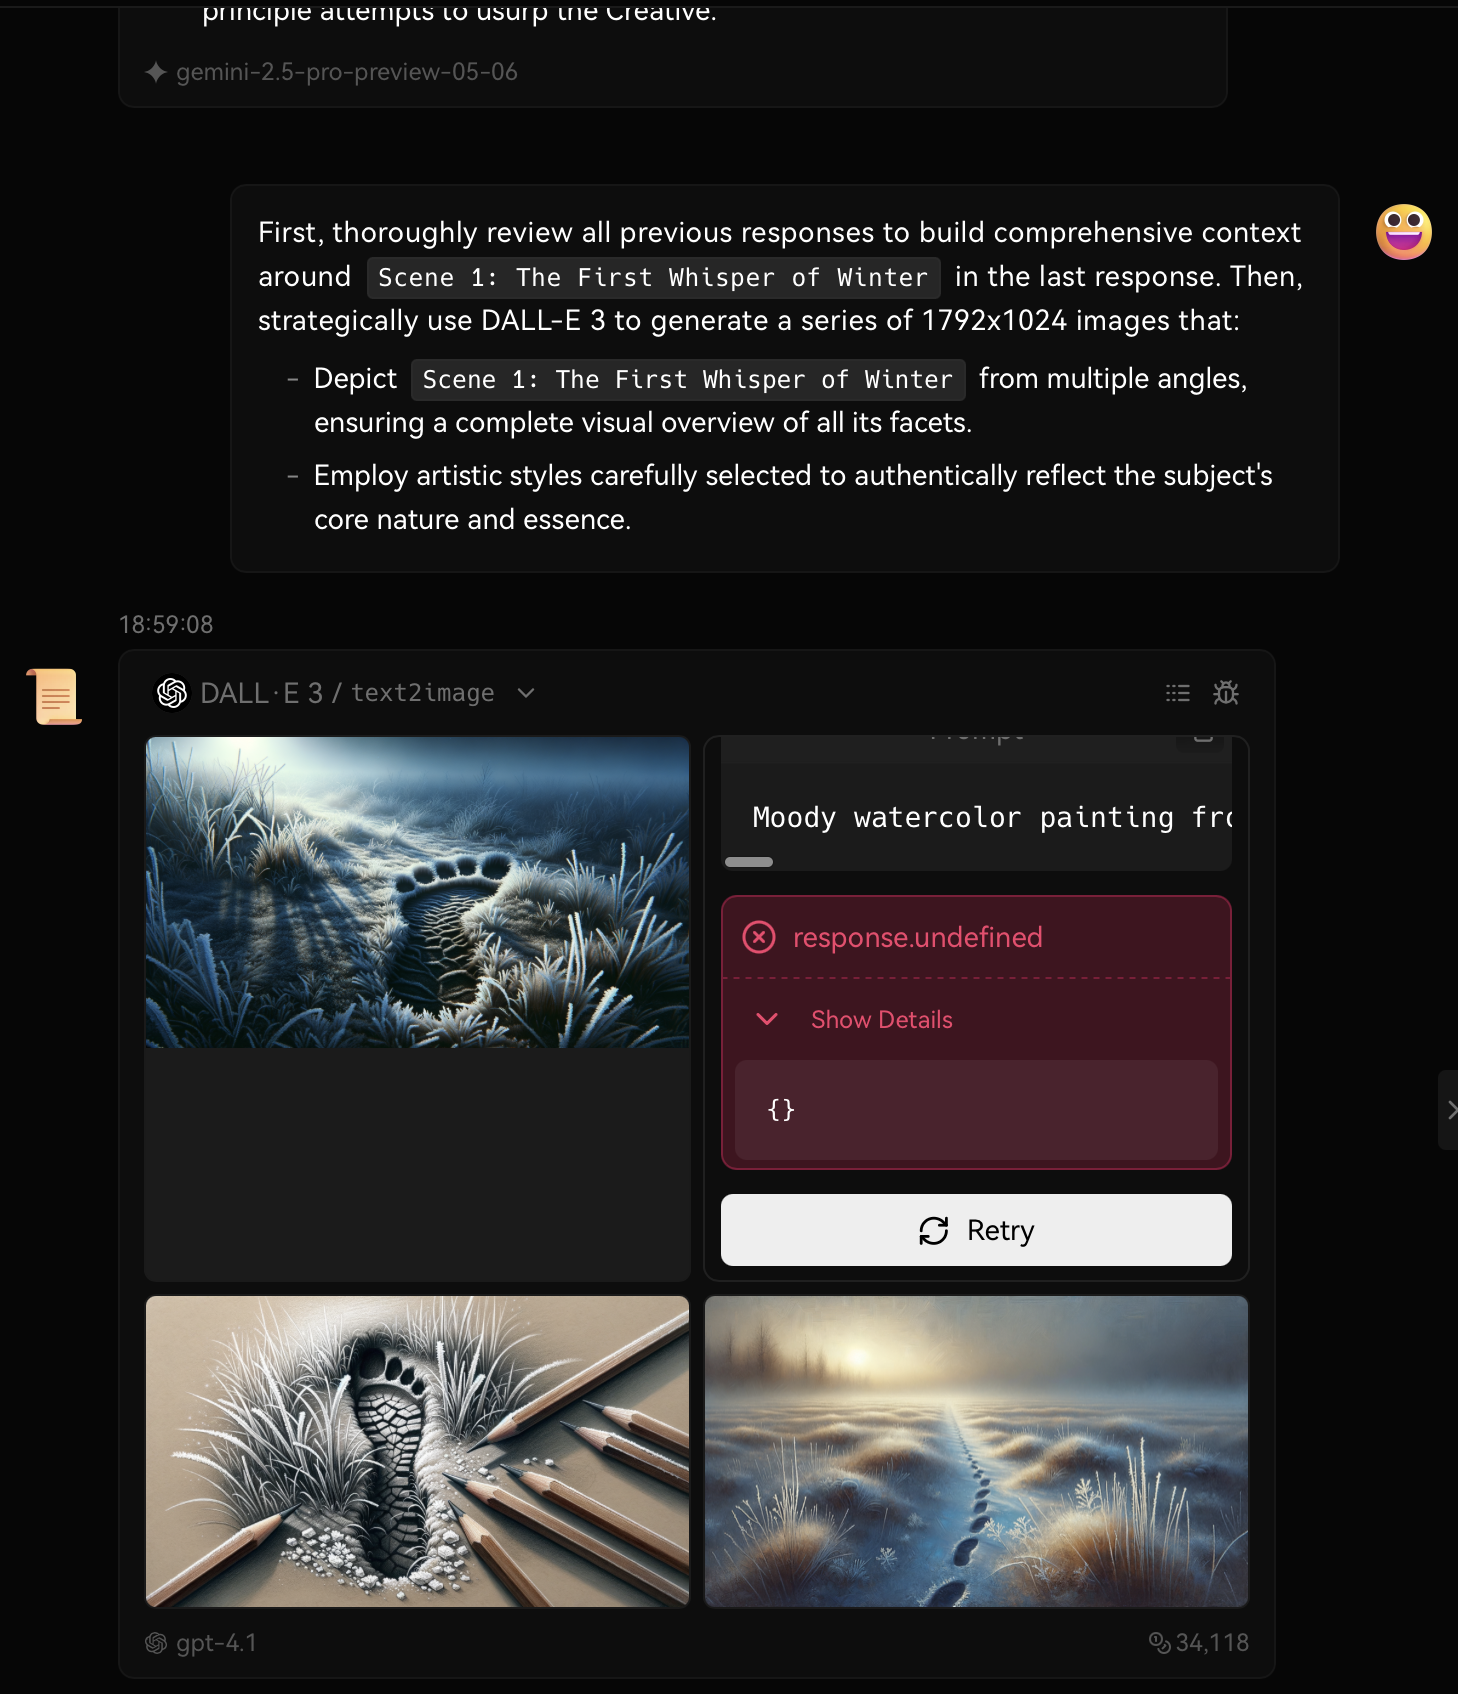 principle attempts to usurp the Creative.
gemini-2.5-pro-preview-05-06
First, thoroughly review all previous responses to build comprehensive context
around Scene 1: The First Whisper of Winter in the last response. Then,
strategically use DALL-E 3 to generate a series of 1792x1024 images that:
- Depict Scene 1: The First Whisper of Winter from multiple angles,
ensuring a complete visual overview of all its facets.
- Employ artistic styles carefully selected to authentically reflect the subject's
core nature and essence.
18:59:08
DALL·E 3 / text2image
Prompt
Moody watercolor painting fro
response.undefined
Show Details
{}
Retry
gpt-4.1
34,118